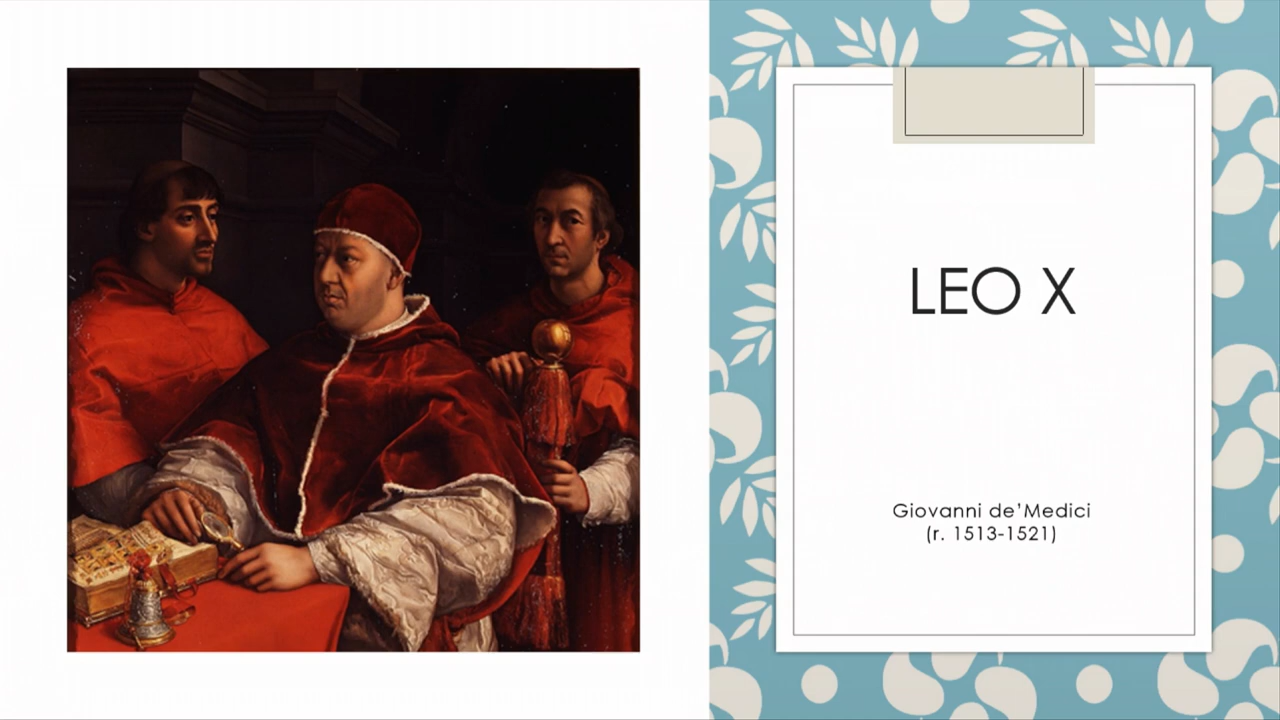 LEO X
Giovanni de’Medici
(r. 1513-1521)